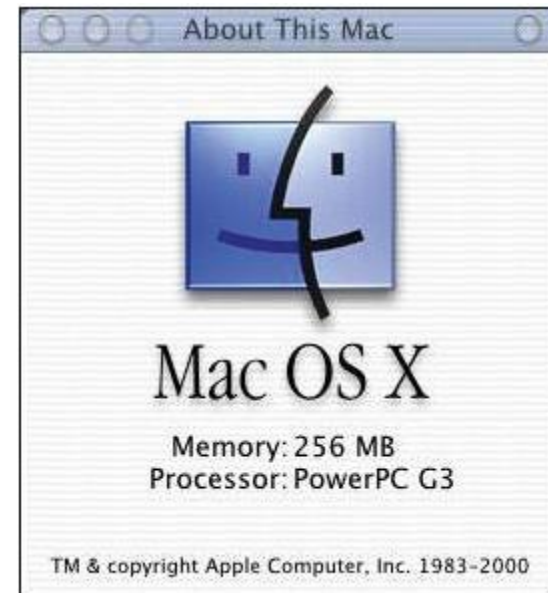 About This Mac
Mac OS X
Memory: 256 MB
Processor: PowerPC G3
TM & copyright Apple Computer, Inc. 1983-2000